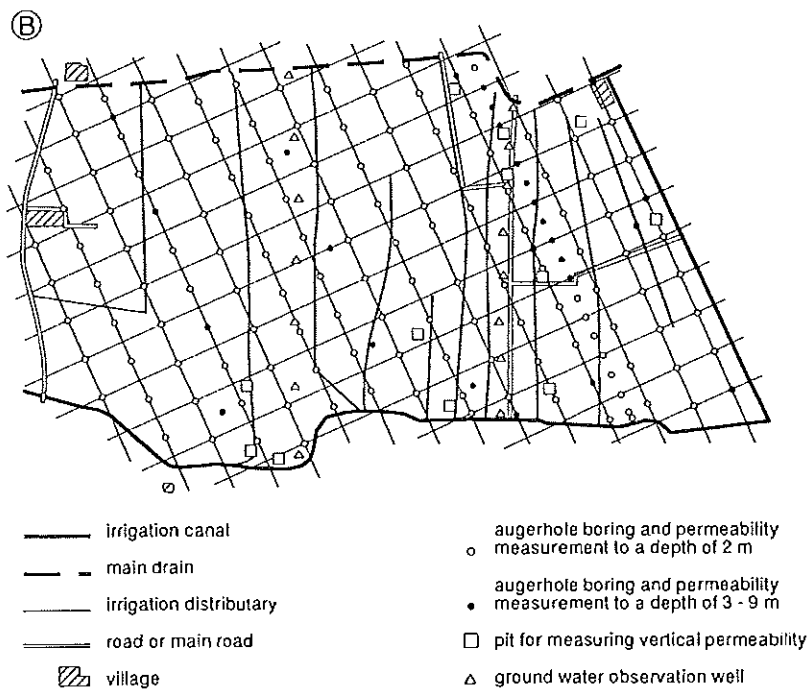 B
irrigation canal
main drain
irrigation distributary
road or main road
village
augerhole boring and permeability
measurement to a depth of 2 m
augerhole boring and permeability
measurement to a depth of 3 - 9 m
pit for measuring vertical permeability
ground water observation well